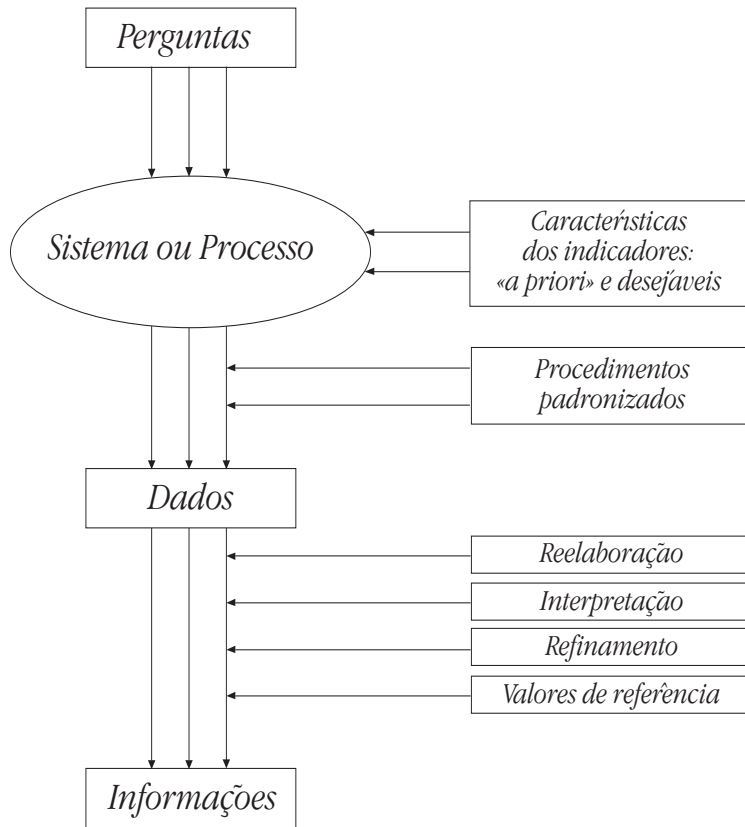 Perguntas
Sistema ou Processo
Características
dos indicadores:
«a priori» e desejáveis
Procedimentos
padronizados
Dados
Reelaboração
Interpretação
Refinamento
Valores de referência
Informações